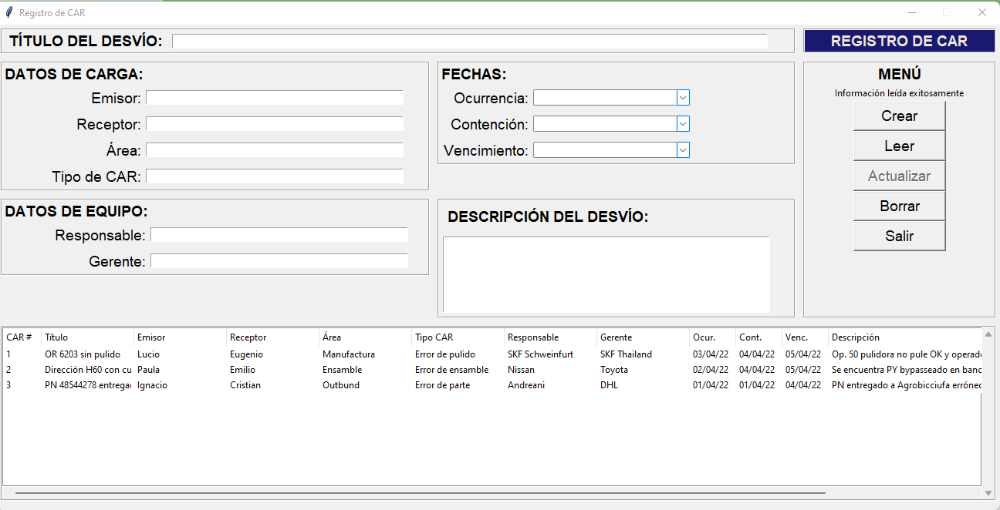 Registro de CAR
TÍTULO DEL DESVÍO:
REGISTRO DE CAR
DATOS DE CARGA:
Emisor:
Receptor:
Área:
Tipo de CAR:
FECHAS:
Ocurrencia:
Contención:
Vencimiento:
MENÚ
Información leída exitosamente
Crear
Leer
Actualizar
Borrar
Salir
DATOS DE EQUIPO:
Responsable:
Gerente:
DESCRIPCIÓN DEL DESVÍO:
CAR # Título Emisor Receptor Área Tipo CAR Responsable Gerente Ocur. Cont. Venc. Descripción
1 OR 6203 sin pulido Lucio Eugenio Manufactura Error de pulido SKF Schweinfurt SKF Thailand 03/04/22 04/04/22 05/04/22 Op. 50 pulidora no pule OK y operado
2 Dirección H60 con cu Paula Emilio Ensamble Error de ensamble Nissan Toyota 02/04/22 04/04/22 05/04/22 Se encuentra PY bypasseado en banc
3 PN 48544278 entrega Ignacio Cristian Outbund Error de parte Andreani DHL 01/04/22 01/04/22 04/04/22 PN entregado a Agrobicciufa erróneo